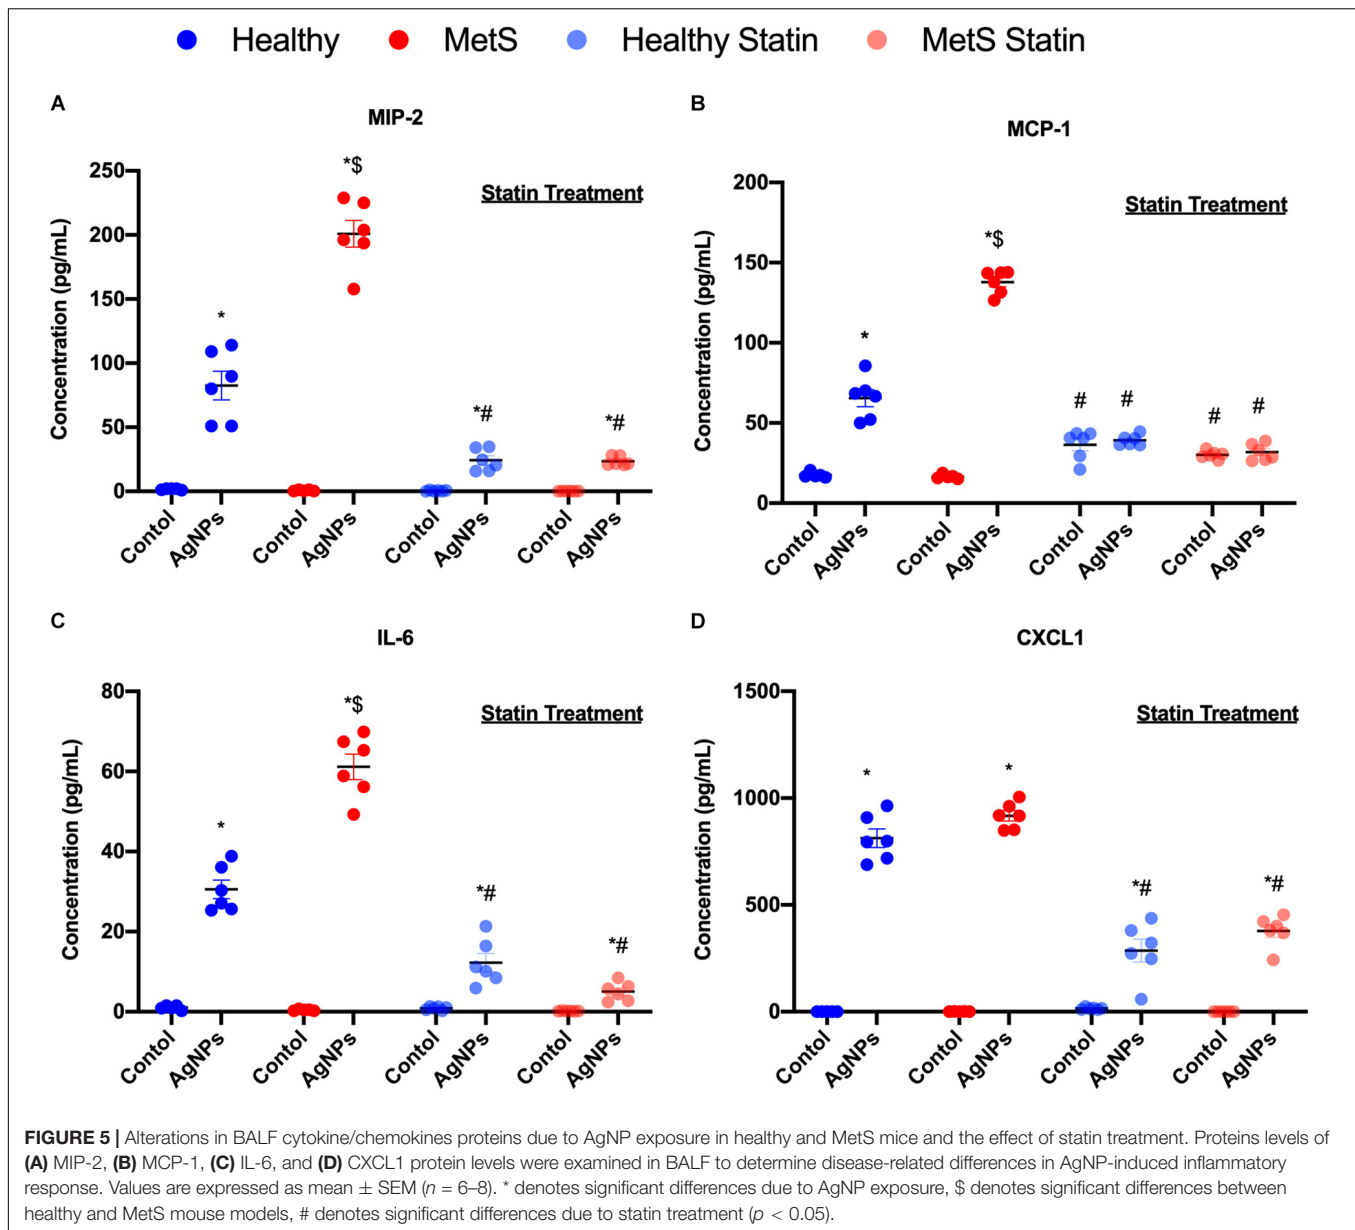 Healthy MetS Healthy Statin MetS Statin
A
MIP-2
Concentration (pg/mL)
250
200
150
100
50
0
*
*$
Statin Treatment
*#
*#
Contol AgNPs Contol AgNPs Contol AgNPs Contol AgNPs
B
MCP-1
Concentration (pg/mL)
200
150
100
50
0
*
*$
Statin Treatment
# # # #
Contol AgNPs Contol AgNPs Contol AgNPs Contol AgNPs
C
IL-6
Concentration (pg/mL)
80
60
40
20
0
*
*$
Statin Treatment
*#
*#
Contol AgNPs Contol AgNPs Contol AgNPs Contol AgNPs
D
CXCL1
Concentration (pg/mL)
1500
1000
500
0
*
*
Statin Treatment
*#
*#
Contol AgNPs Contol AgNPs Contol AgNPs Contol AgNPs
FIGURE 5 | Alterations in BALF cytokine/chemokines proteins due to AgNP exposure in healthy and MetS mice and the effect of statin treatment. Proteins levels of
(A) MIP-2, (B) MCP-1, (C) IL-6, and (D) CXCL1 protein levels were examined in BALF to determine disease-related differences in AgNP-induced inflammatory
response. Values are expressed as mean ± SEM (n = 6–8). * denotes significant differences due to AgNP exposure, $ denotes significant differences between
healthy and MetS mouse models, # denotes significant differences due to statin treatment (p < 0.05).